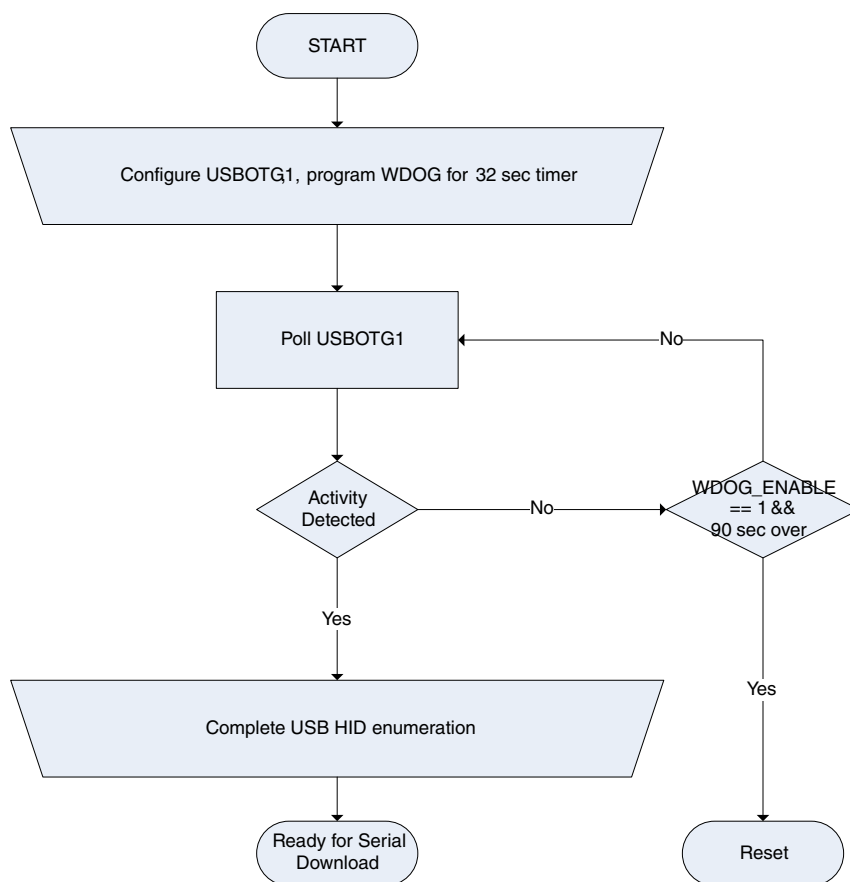 START
Configure USBOTG1, program WDOG for 32 sec timer
Poll USBOTG1
No
Activity
Detected
No
WDOG_ENABLE
== 1 &&
90 sec over
Yes
Complete USB HID enumeration
Yes
Ready for Serial
Download
Reset